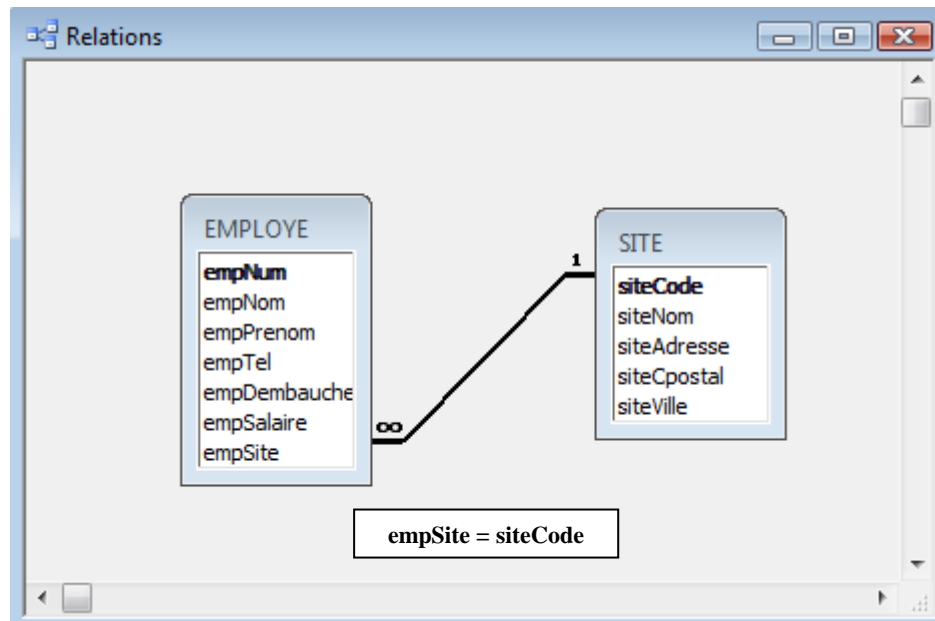 Relations
EMPLOYE
empNum
empNom
empPrenom
empTel
empDembauche
empSalaire
empSite
∞
1
SITE
siteCode
siteNom
siteAdresse
siteCpostal
siteVille
empSite = siteCode